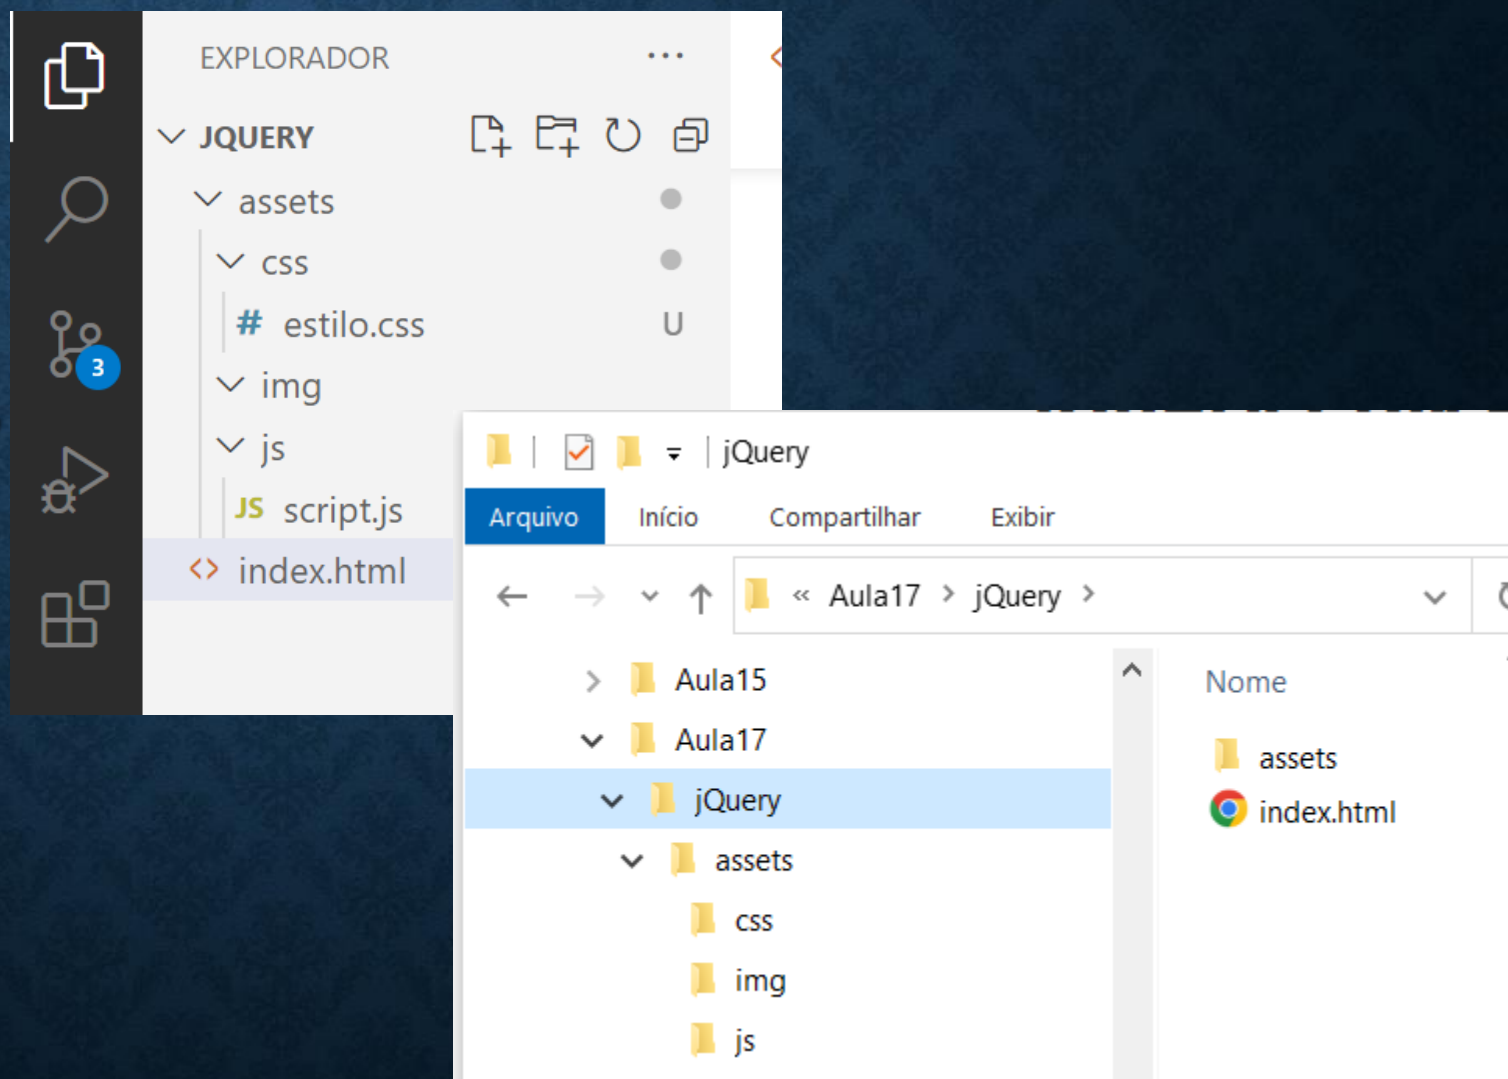 EXPLORADOR
JQUERY
assets
css
# estilo.css U
3
img
js
JS script.js
<> index.html
jQuery
Arquivo Início Compartilhar Exibir
« Aula17 > jQuery >
Aula15
Aula17
jQuery
assets
css
img
js
Nome
assets
index.html